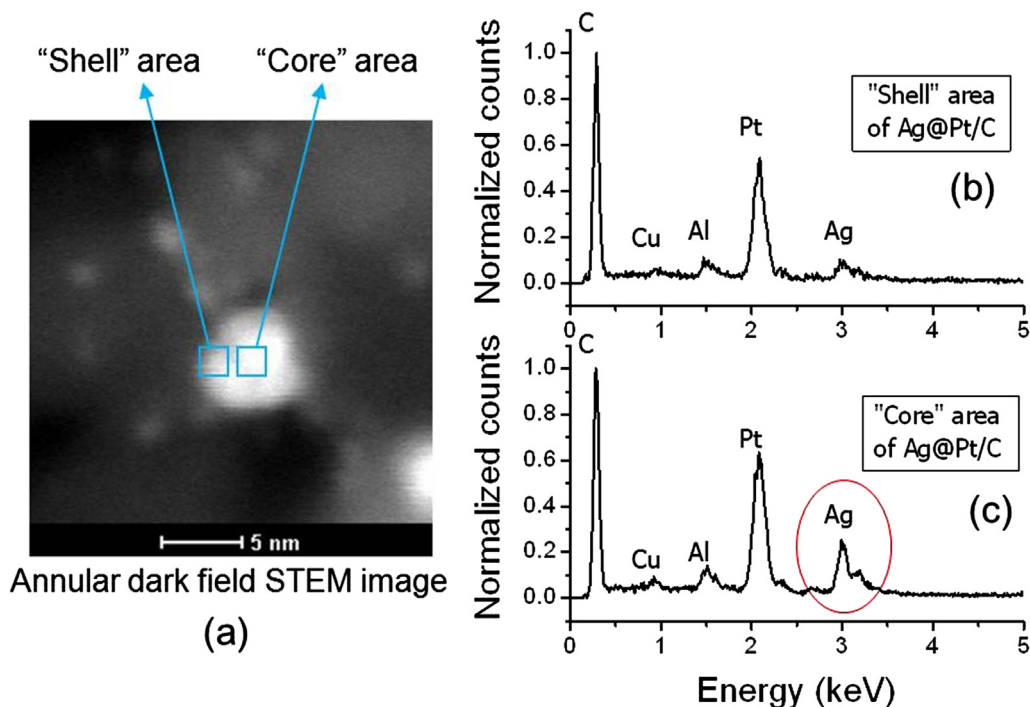 “Shell” area “Core” area
5 nm
Annular dark field STEM image
(a)
Normalized counts
1.0
0.8
0.6
0.4
0.2
0.0
C
Cu
Al
Pt
Ag
"Shell" area
of Ag@Pt/C
(b)
0 1 2 3 4 5
Normalized counts
1.0
0.8
0.6
0.4
0.2
0.0
C
Cu
Al
Pt
Ag
"Core" area
of Ag@Pt/C
(c)
0 1 2 3 4 5
Energy (keV)